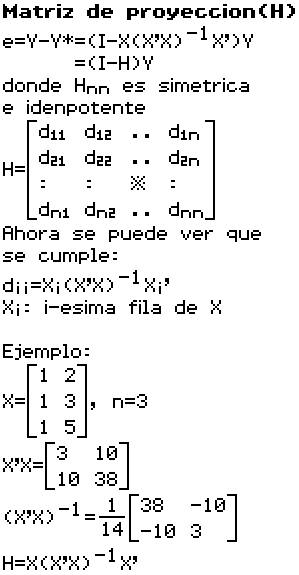 Matriz de proyeccion(H)
e=Y-Y*=(I-X(X'X)⁻¹X')Y
=(I-H)Y
donde Hnn es simetrica
e idenpotente
d₁₁ d₁₂ .. d₁n
d₂₁ d₂₂ .. d₂n
H=
: : ※ :
dn₁ dn₂ .. dnn
Ahora se puede ver que
se cumple:
dᵢᵢ=Xᵢ(X'X)⁻¹Xᵢ'
Xᵢ: i-esima fila de X
Ejemplo:
1 2
X= 1 3 , n=3
1 5
X'X= 3 10
10 38
(X'X)⁻¹= 1/14 38 -10
-10 3
H=X(X'X)⁻¹X'